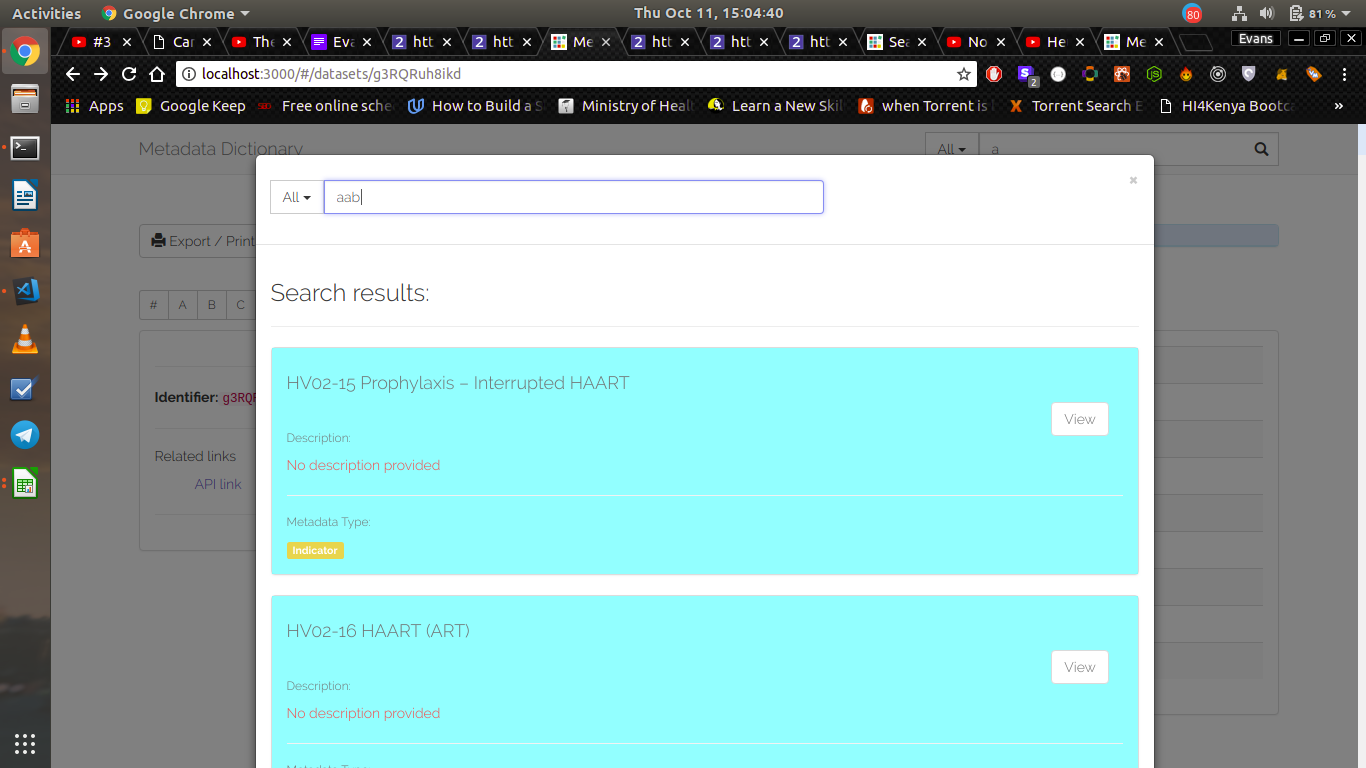 Activities Google Chrome Thu Oct 11, 15:04:40 80 81 %
#3 Car The Eva htt htt Me htt htt htt Sea No He Me Evans
localhost:3000/#/datasets/g3RQRuh8ikd 2
Apps Google Keep Free online sche How to Build a S Ministry of Healt Learn a New Skil when Torrent is Torrent Search E HI4Kenya Bootca »
Metadata Dictionary All a
All aab ×
Export / Print
Search results:
# A B C
HV02-15 Prophylaxis – Interrupted HAART
Identifier: g3RQR
View
Description:
Related links
No description provided
API link
Metadata Type:
Indicator
HV02-16 HAART (ART)
View
Description:
No description provided